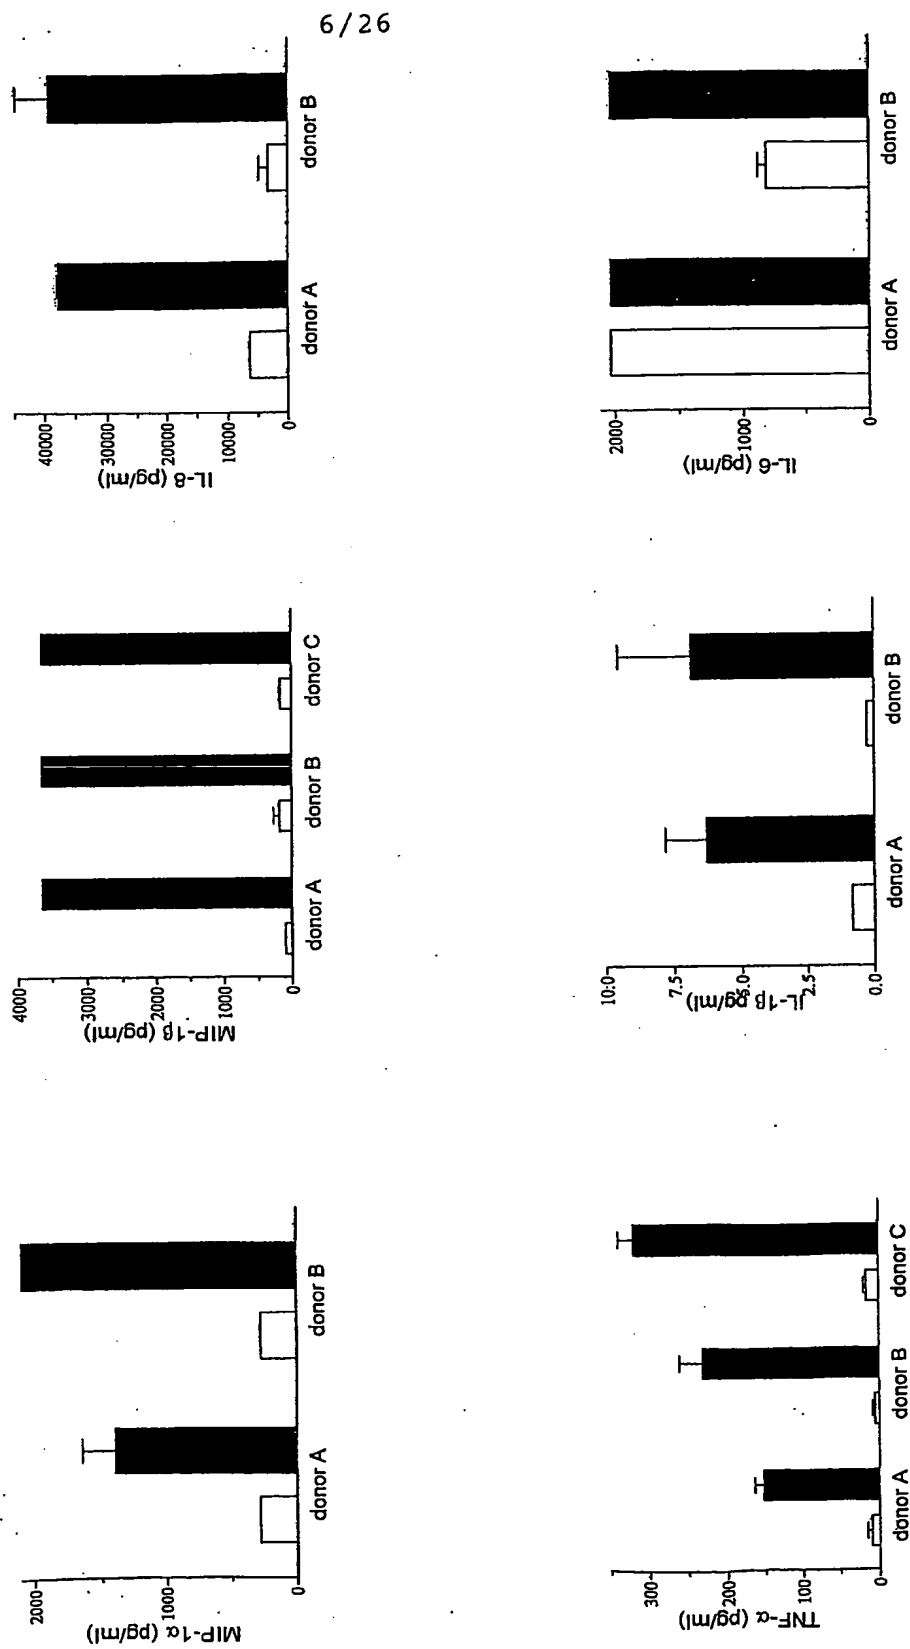 6/26
MIP-1α (pg/ml)
2000
1000
0
donor A
donor B
MIP-1β (pg/ml)
4000
3000
2000
1000
0
donor A
donor B
donor C
IL-8 (pg/ml)
40000
30000
20000
10000
0
donor A
donor B
TNF-α (pg/ml)
300
200
100
0
donor A
donor B
donor C
IL-1β pg/ml)
10.0
7.5
5.0
2.5
0.0
donor A
donor B
IL-6 (pg/ml)
2000
1000
0
donor A
donor B